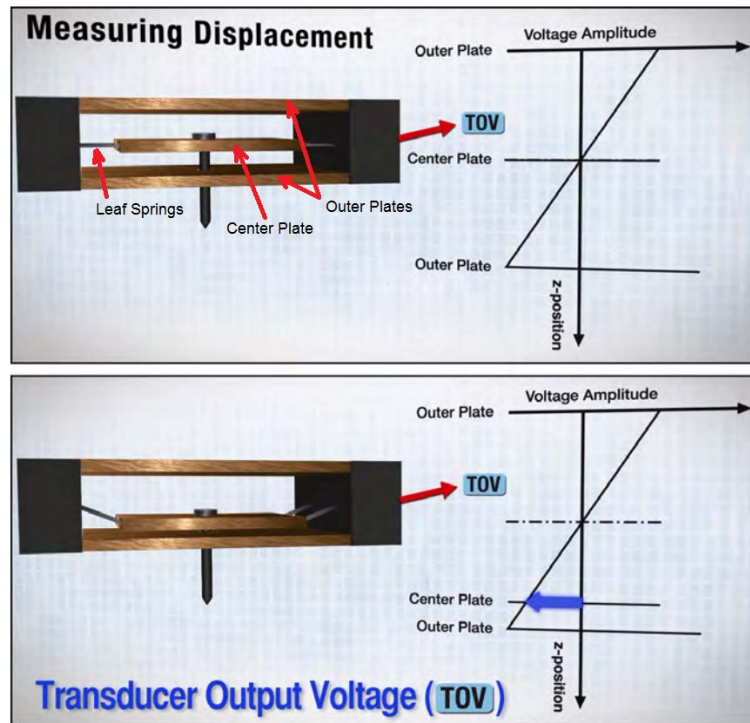 Measuring Displacement
Voltage Amplitude
Outer Plate
TOV
Center Plate
Leaf Springs
Center Plate
Outer Plates
Outer Plate
z-position
Voltage Amplitude
Outer Plate
TOV
Center Plate
Outer Plate
z-position
Transducer Output Voltage (TOV)